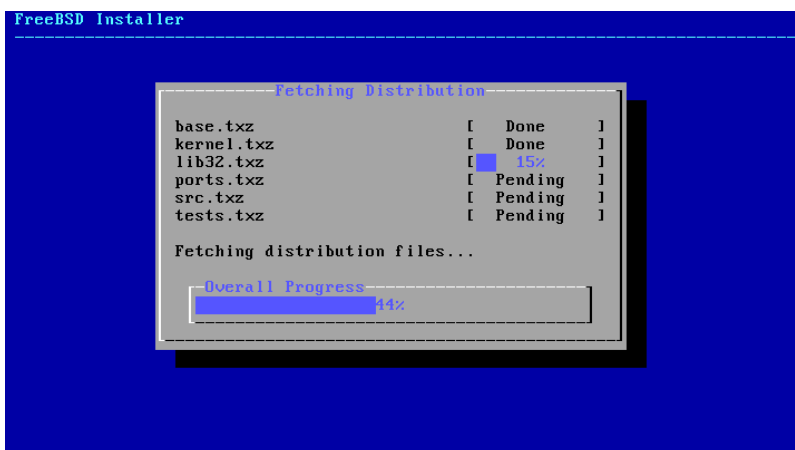 FreeBSD Installer
Fetching Distribution
base.txz [ Done ]
kernel.txz [ Done ]
lib32.txz [ 15% ]
ports.txz [ Pending ]
src.txz [ Pending ]
tests.txz [ Pending ]
Fetching distribution files...
Overall Progress
44%